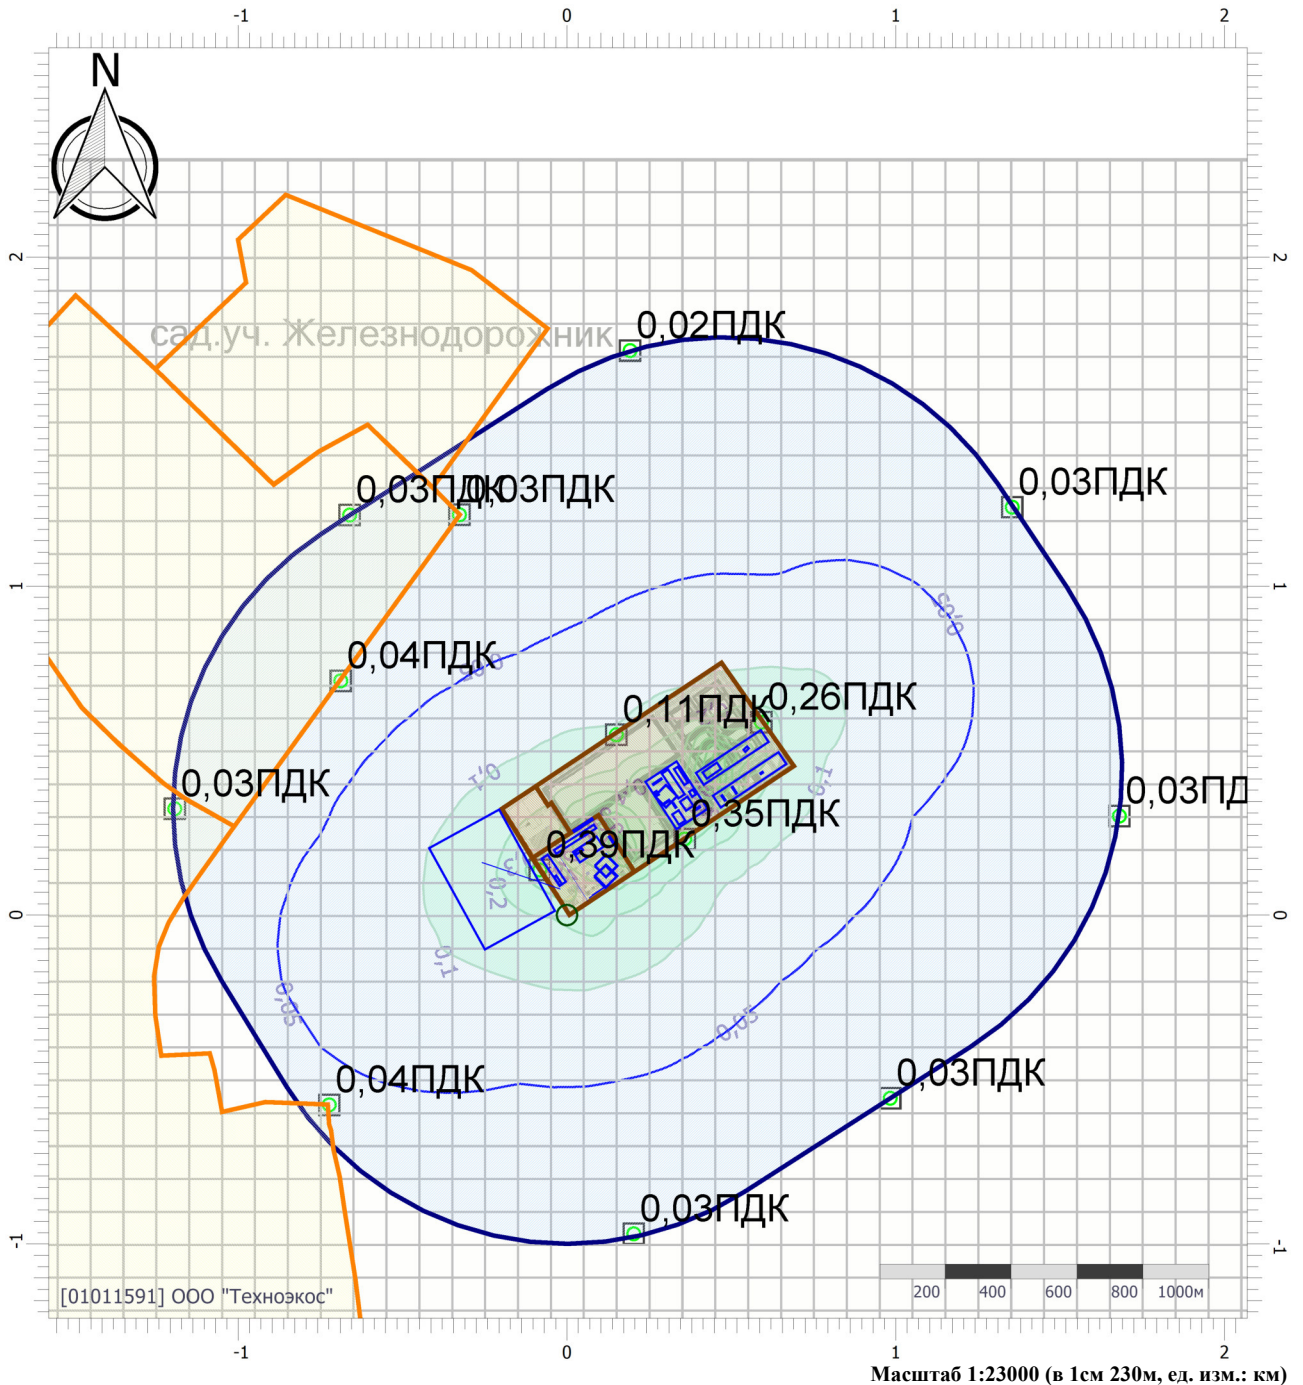 -1 0 1 2
N
2 2
сад.уч. Железнодорожник
0,02ПДК
0,03ПДК 0,03ПДК 0,03ПДК
1 1
0,05
0,04ПДК
0,05
0,26ПДК
0,11ПДК
0,1 0,1
0,03ПДК 0,03ПД
0,35ПДК
0,39ПДК
0,2
0 0
0,1
0,05 0,05
0,04ПДК 0,03ПДК
0,03ПДК
-1 -1
200 400 600 800 1000м
[01011591] ООО "Техноэкос"
-1 0 1 2
Масштаб 1:23000 (в 1см 230м, ед. изм.: км)